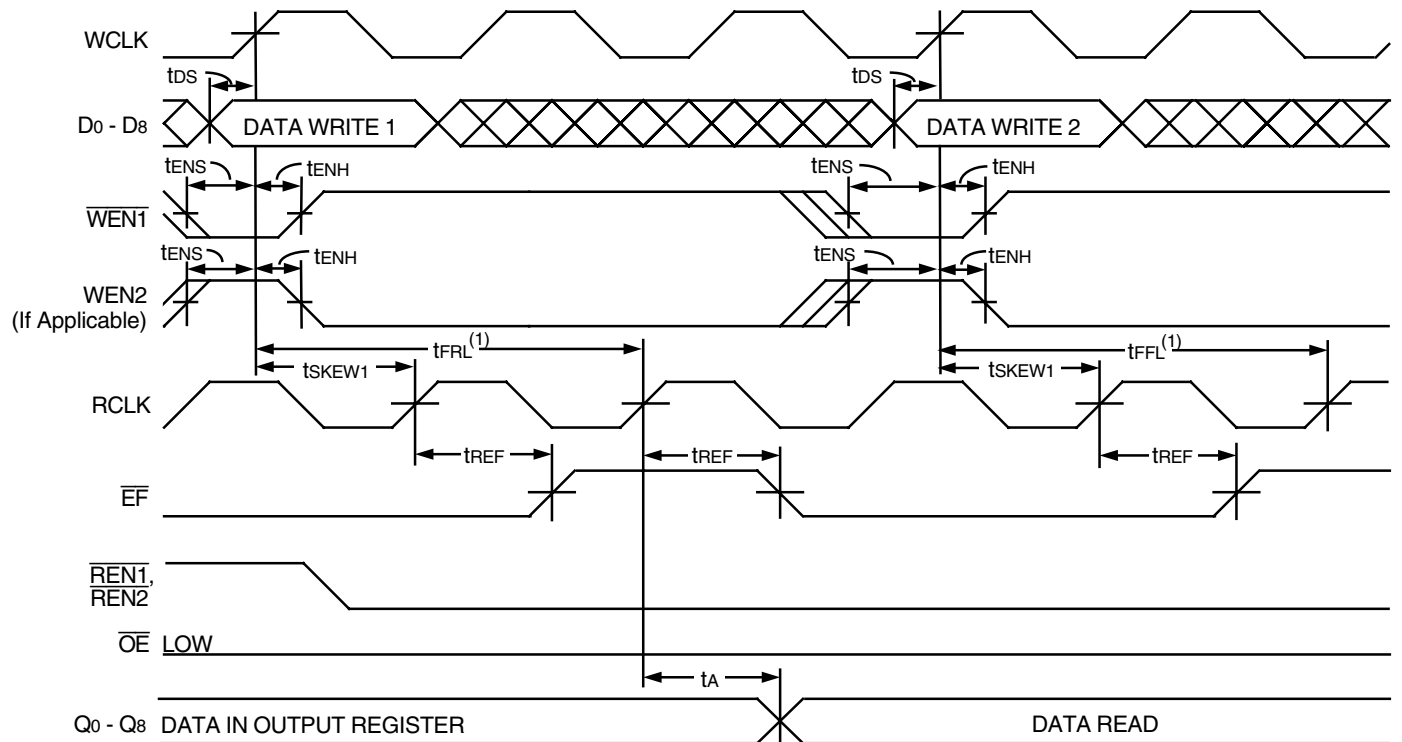 WCLK
tDS tDS
D0 - D8 DATA WRITE 1 DATA WRITE 2
tENS tENH tENS tENH
WEN1
tENS tENH tENS tENH
WEN2
(If Applicable)
tFRL(1) tFFL(1)
tSKEW1 tSKEW1
RCLK
tREF tREF tREF
EF
REN1,
REN2
OE LOW
tA
Q0 - Q8 DATA IN OUTPUT REGISTER DATA READ